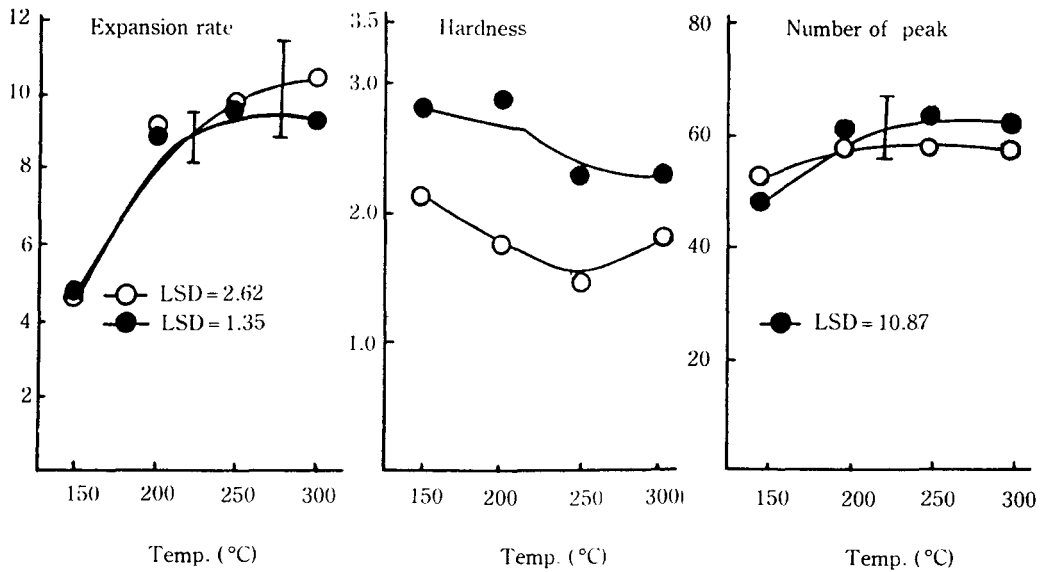 Expansion rate
12
10
8
6
4
2
LSD = 2.62
LSD = 1.35
150 200 250 300
Temp. (°C)
Hardness
3.5
3.0
2.0
1.0
150 200 250 300
Temp. (°C)
Number of peak
80
60
40
20
LSD = 10.87
150 200 250 300
Temp. (°C)